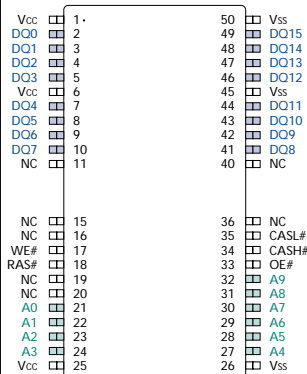 Vcc 1 50 Vss
DQ0 2 49 DQ15
DQ1 3 48 DQ14
DQ2 4 47 DQ13
DQ3 5 46 DQ12
Vcc 6 45 Vss
DQ4 7 44 DQ11
DQ5 8 43 DQ10
DQ6 9 42 DQ9
DQ7 10 41 DQ8
NC 11 40 NC
NC 15 36 NC
NC 16 35 CASL#
WE# 17 34 CASH#
RAS# 18 33 OE#
NC 19 32 A9
NC 20 31 A8
A0 21 30 A7
A1 22 29 A6
A2 23 28 A5
A3 24 27 A4
Vcc 25 26 Vss